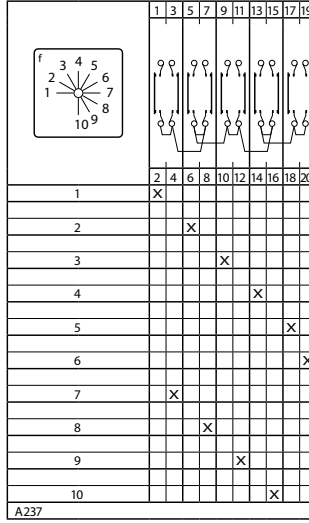 1 3 5 7 9 11 13 15 17 19
f
3 4 5
2 6
1 7
8
10 9
2 4 6 8 10 12 14 16 18 20
1 X
2 X
3 X
4 X
5 X
6 X
7 X
8 X
9 X
10 X
A237